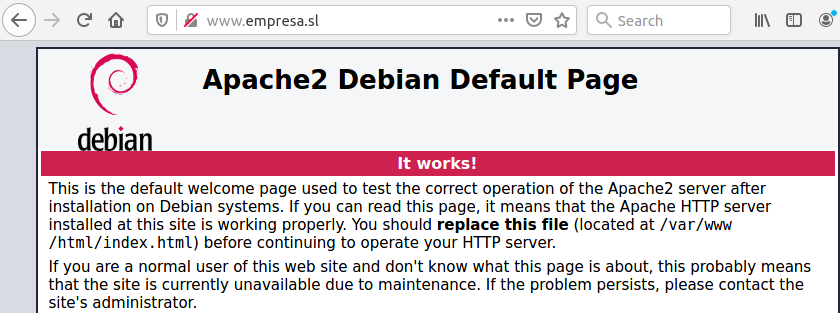 www.empresa.sl
Search
debian
Apache2 Debian Default Page
It works!
This is the default welcome page used to test the correct operation of the Apache2 server after
installation on Debian systems. If you can read this page, it means that the Apache HTTP server
installed at this site is working properly. You should replace this file (located at /var/www
/html/index.html) before continuing to operate your HTTP server.
If you are a normal user of this web site and don't know what this page is about, this probably means
that the site is currently unavailable due to maintenance. If the problem persists, please contact the
site's administrator.